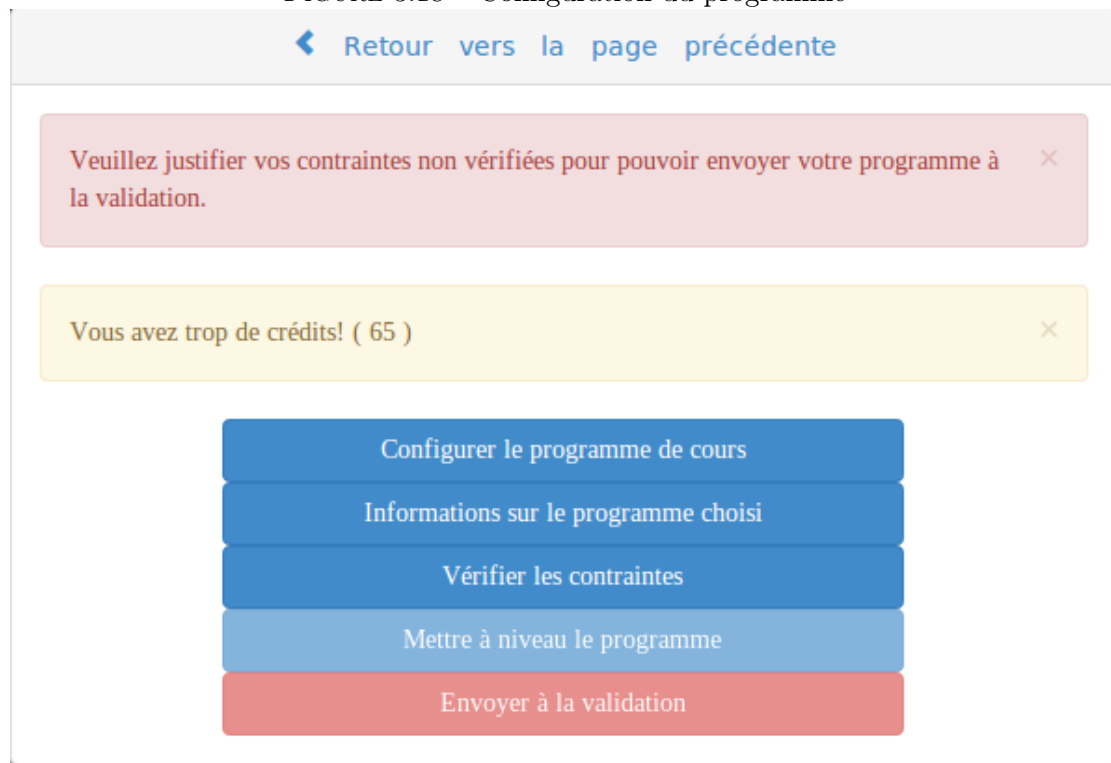 Retour vers la page précédente
Veuillez justifier vos contraintes non vérifiées pour pouvoir envoyer votre programme à
la validation.
Vous avez trop de crédits! ( 65 )
Configurer le programme de cours
Informations sur le programme choisi
Vérifier les contraintes
Mettre à niveau le programme
Envoyer à la validation